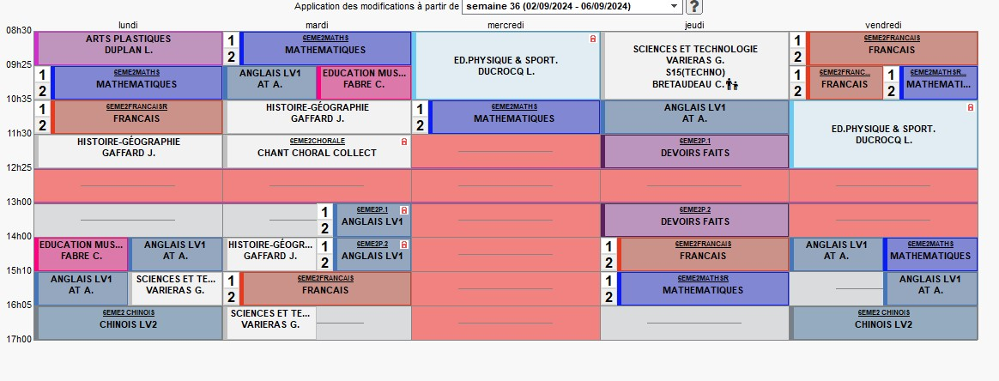 Application des modifications à partir de semaine 36 (02/09/2024 - 06/09/2024) ?
lundi mardi mercredi jeudi vendredi
08h30
ARTS PLASTIQUES
DUPLAN L.
1
2
6EME2MATHS
MATHEMATIQUES
ED.PHYSIQUE & SPORT.
DUCROCQ L.
SCIENCES ET TECHNOLOGIE
VARIERAS G.
S15(TECHNO)
BRETAUDEAU C.
1
2
6EME2FRANCAIS
FRANCAIS
09h25
1
2
6EME2MATHS
MATHEMATIQUES
ANGLAIS LV1
AT A.
EDUCATION MUS...
FABRE C.
1
2
6EME2FRANC...
FRANCAIS
1
2
6EME2MATHSR...
MATHEMATI...
10h35
1
2
6EME2FRANCAISR
FRANCAIS
HISTOIRE-GÉOGRAPHIE
GAFFARD J.
1
2
6EME2MATHS
MATHEMATIQUES
ANGLAIS LV1
AT A.
ED.PHYSIQUE & SPORT.
DUCROCQ L.
11h30
HISTOIRE-GÉOGRAPHIE
GAFFARD J.
6EME2CHORALE
CHANT CHORAL COLLECT
6EME2P.1
DEVOIRS FAITS
12h25
13h00
1
2
6EME2P.1
ANGLAIS LV1
6EME2P.2
DEVOIRS FAITS
14h00
EDUCATION MUS...
FABRE C.
ANGLAIS LV1
AT A.
HISTOIRE-GÉOGR...
GAFFARD J.
1
2
6EME2P.2
ANGLAIS LV1
1
2
6EME2FRANCAIS
FRANCAIS
ANGLAIS LV1
AT A.
6EME2MATHS
MATHEMATIQUES
15h10
ANGLAIS LV1
AT A.
SCIENCES ET TE...
VARIERAS G.
1
2
6EME2FRANCAIS
FRANCAIS
1
2
6EME2MATHSR
MATHEMATIQUES
ANGLAIS LV1
AT A.
16h05
6EME2 CHINOIS
CHINOIS LV2
SCIENCES ET TE...
VARIERAS G.
6EME2 CHINOIS
CHINOIS LV2
17h00